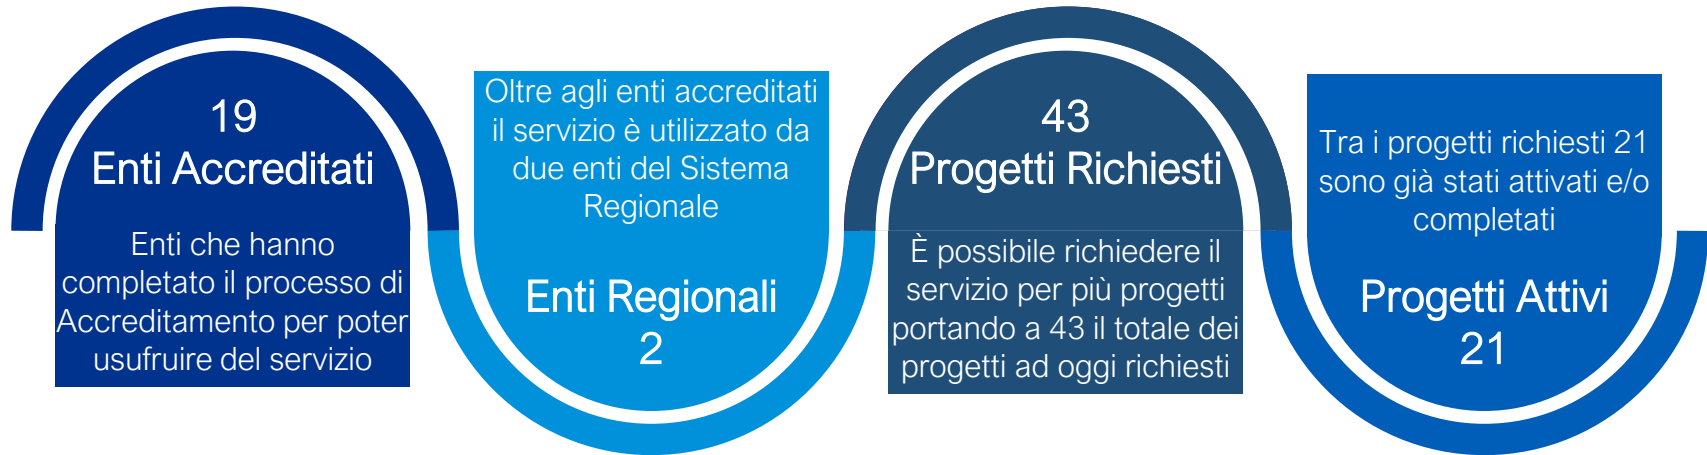 19
Enti Accreditati
Enti che hanno
completato il processo di
Accreditamento per poter
usufruire del servizio
Oltre agli enti accreditati
il servizio è utilizzato da
due enti del Sistema
Regionale
Enti Regionali
2
43
Progetti Richiesti
È possibile richiedere il
servizio per più progetti
portando a 43 il totale dei
progetti ad oggi richiesti
Tra i progetti richiesti 21
sono già stati attivati e/o
completati
Progetti Attivi
21